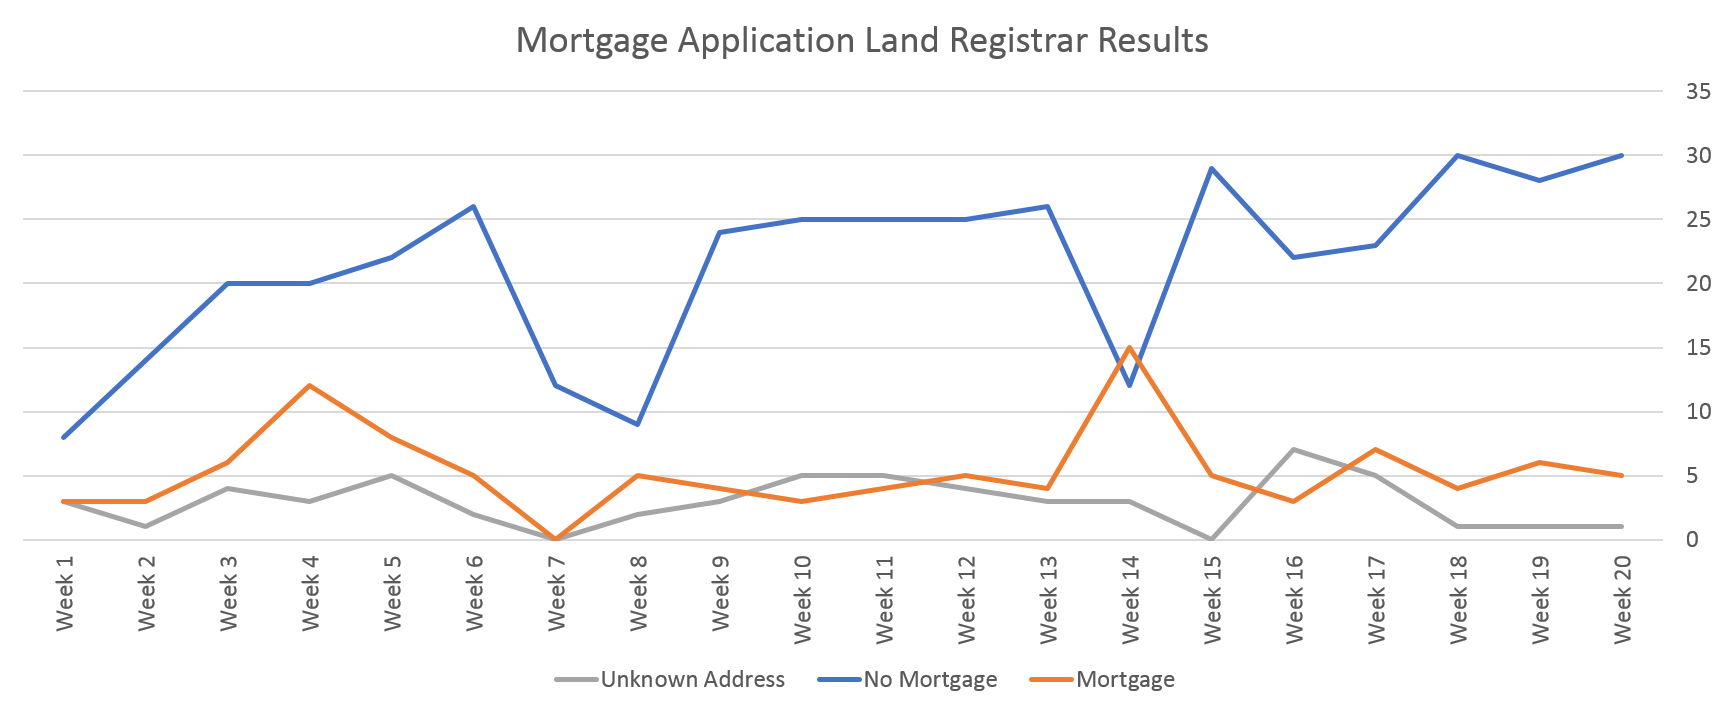 Mortgage Application Land Registrar Results
35
30
25
20
15
10
5
0
Week 1
Week 2
Week 3
Week 4
Week 5
Week 6
Week 7
Week 8
Week 9
Week 10
Week 11
Week 12
Week 13
Week 14
Week 15
Week 16
Week 17
Week 18
Week 19
Week 20
Unknown Address No Mortgage Mortgage